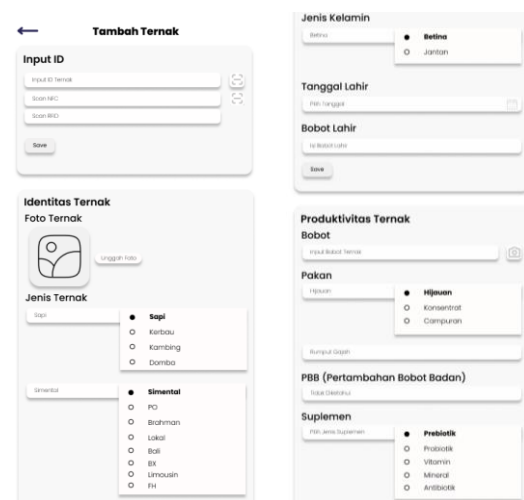 Tambah Ternak
Input ID
Input ID Ternak
Scan NFC
Scan RFID
Save
Identitas Ternak
Foto Ternak
Unggah Foto
Jenis Ternak
Sapi
Sapi
Kerbau
Kambing
Domba
Simental
Simental
PO
Brahman
Lokal
Bali
BX
Limousin
FH
Jenis Kelamin
Betina
Betina
Jantan
Tanggal Lahir
Pilih Tanggal
Bobot Lahir
Isi Bobot Lahir
Save
Produktivitas Ternak
Bobot
Input Bobot Ternak
Pakan
Hijauan
Hijauan
Konsentrat
Campuran
Rumput Gajah
PBB (Pertambahan Bobot Badan)
Tidak Diketahui
Suplemen
Pilih Jenis Suplemen
Prebiotik
Probiotik
Vitamin
Mineral
Antibiotik